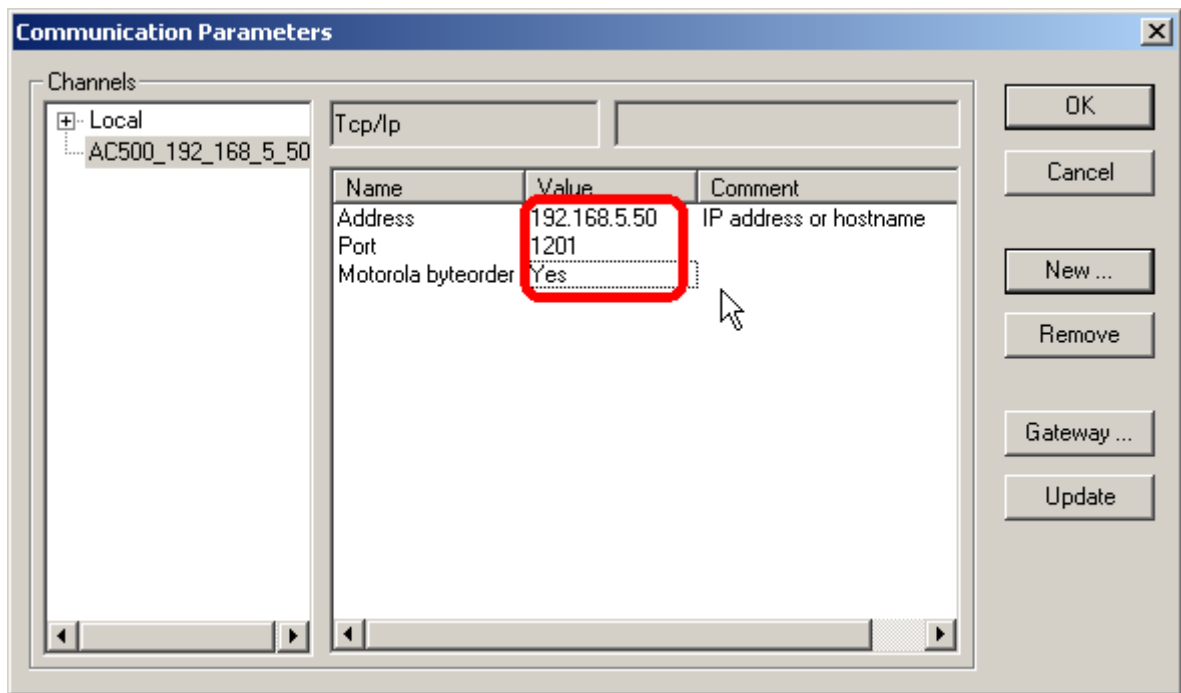 Communication Parameters
Channels
Local
AC500_192_168_5_50
Tcp/Ip
Name Value Comment
Address 192.168.5.50 IP address or hostname
Port 1201
Motorola byteorder Yes
OK
Cancel
New ...
Remove
Gateway ...
Update